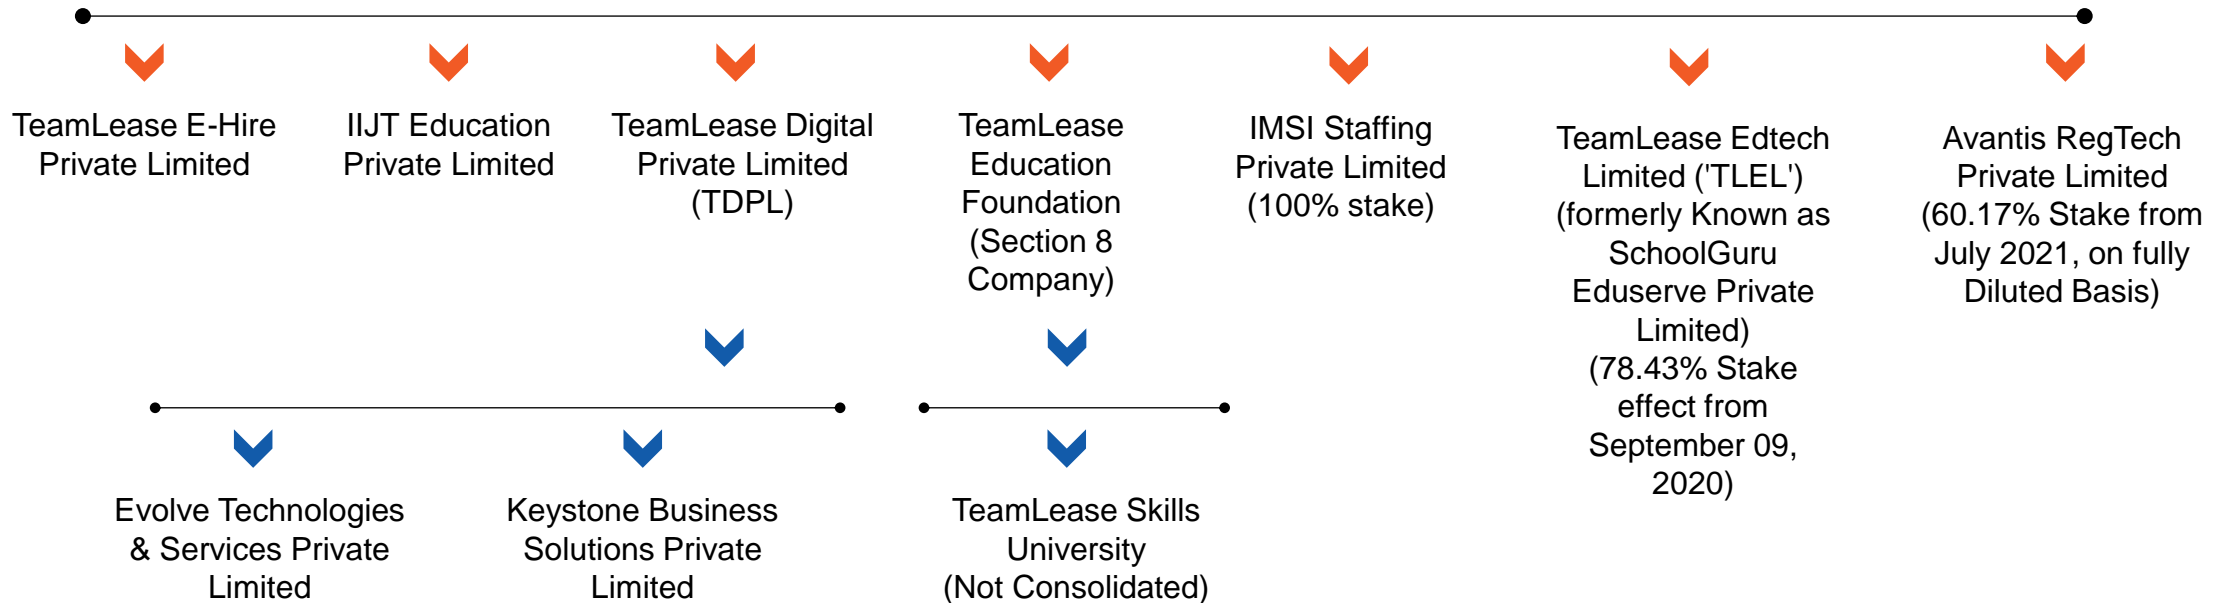 TeamLease E-Hire
Private Limited
IIJT Education
Private Limited
TeamLease Digital
Private Limited
(TDPL)
TeamLease
Education
Foundation
(Section 8
Company)
IMSI Staffing
Private Limited
(100% stake)
TeamLease Edtech
Limited ('TLEL')
(formerly Known as
SchoolGuru
Eduserve Private
Limited)
(78.43% Stake
effect from
September 09,
2020)
Avantis RegTech
Private Limited
(60.17% Stake from
July 2021, on fully
Diluted Basis)
Evolve Technologies
& Services Private
Limited
Keystone Business
Solutions Private
Limited
TeamLease Skills
University
(Not Consolidated)